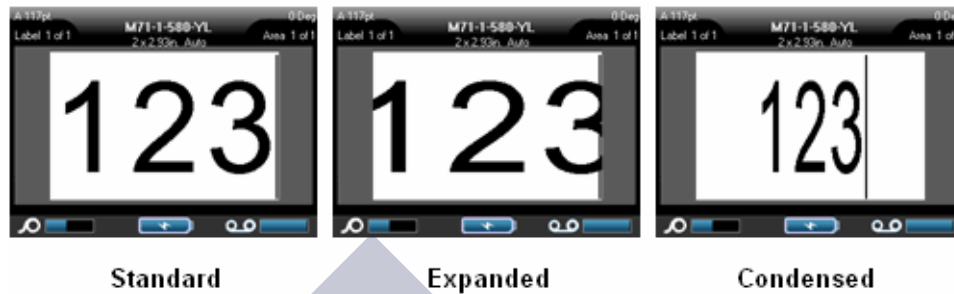 A 117pt 0 Deg
M71-1-580-YL
Label 1 of 1 Area 1 of 1
2 x 2.93in. Auto
123
Standard
A 117pt 0 Deg
M71-1-580-YL
Label 1 of 1 Area 1 of 1
2 x 2.93in. Auto
123
Expanded
A 117pt 0 De
M71-1-580-YL
Label 1 of 1 Area 1 of
2 x 2.93in. Auto
123
Condensed